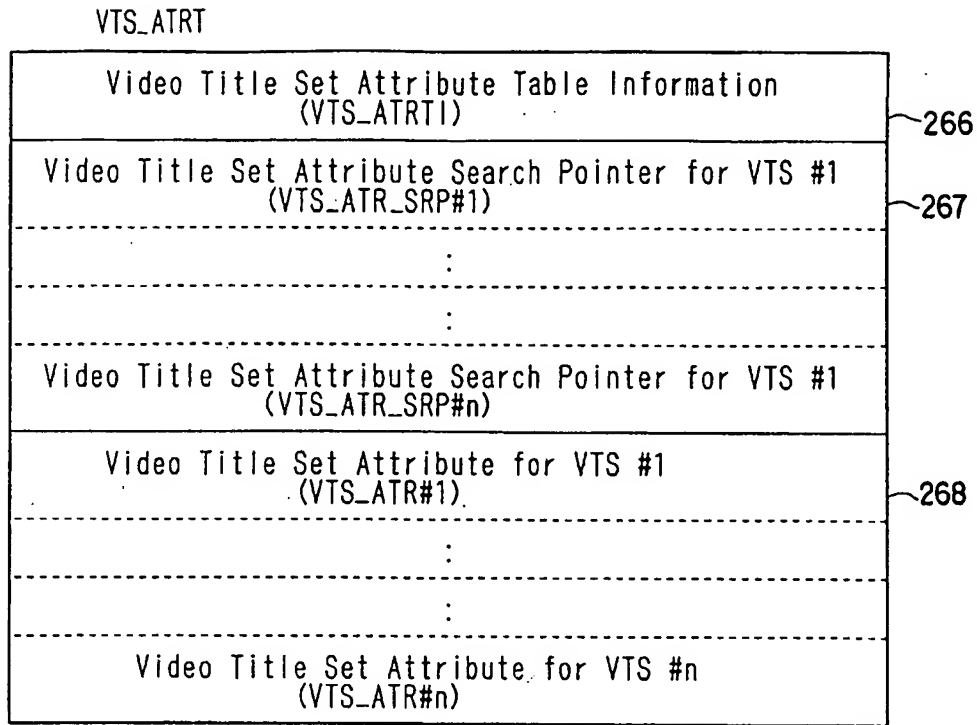 VTS_ATRT
Video Title Set Attribute Table Information
(VTS_ATRTI)
266
Video Title Set Attribute Search Pointer for VTS #1
(VTS_ATR_SRP#1)
267
:
:
Video Title Set Attribute Search Pointer for VTS #1
(VTS_ATR_SRP#n)
Video Title Set Attribute for VTS #1
(VTS_ATR#1)
268
:
:
Video Title Set Attribute for VTS #n
(VTS_ATR#n)